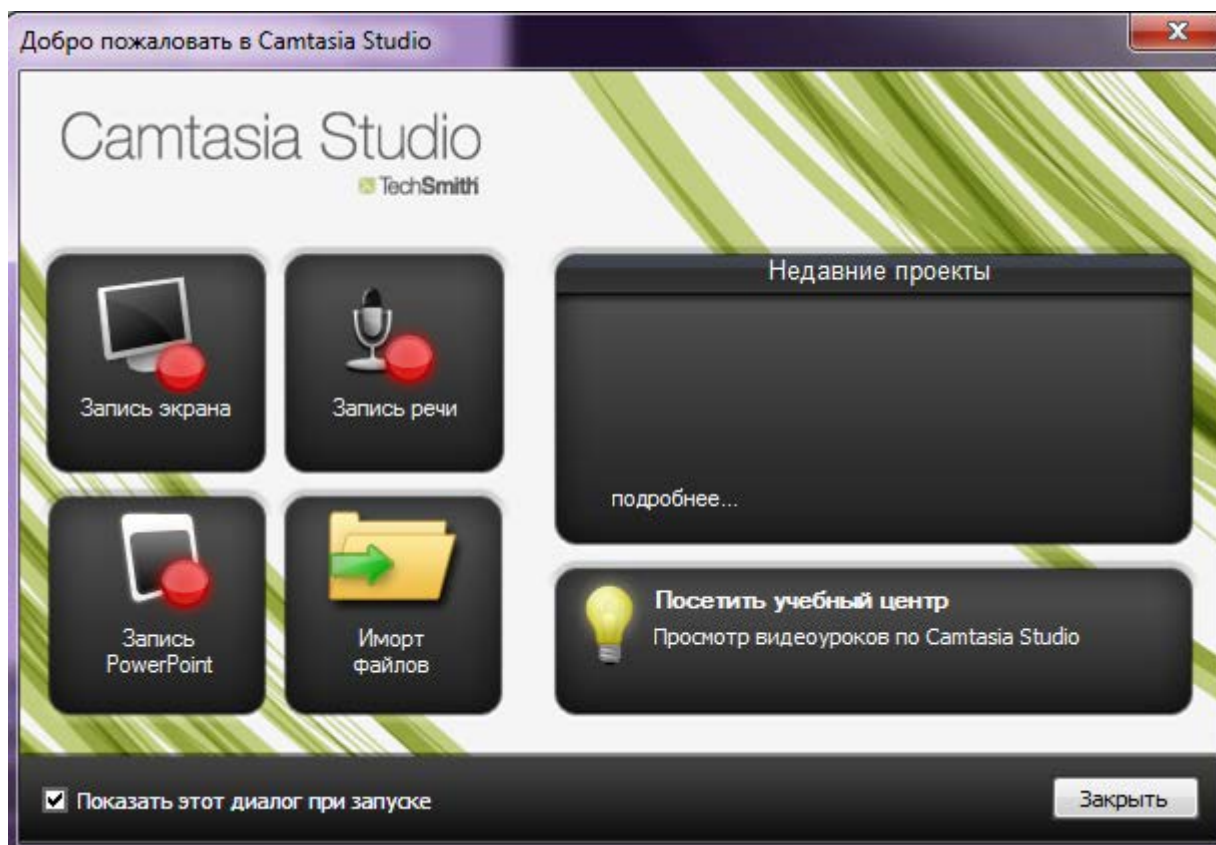 Добро пожаловать в Camtasia Studio
Camtasia Studio
TechSmith
Запись экрана
Запись речи
Недавние проекты
подробнее...
Запись
PowerPoint
Иморт
файлов
Посетить учебный центр
Просмотр видеоуроков по Camtasia Studio
Показать этот диалог при запуске
Закрыть